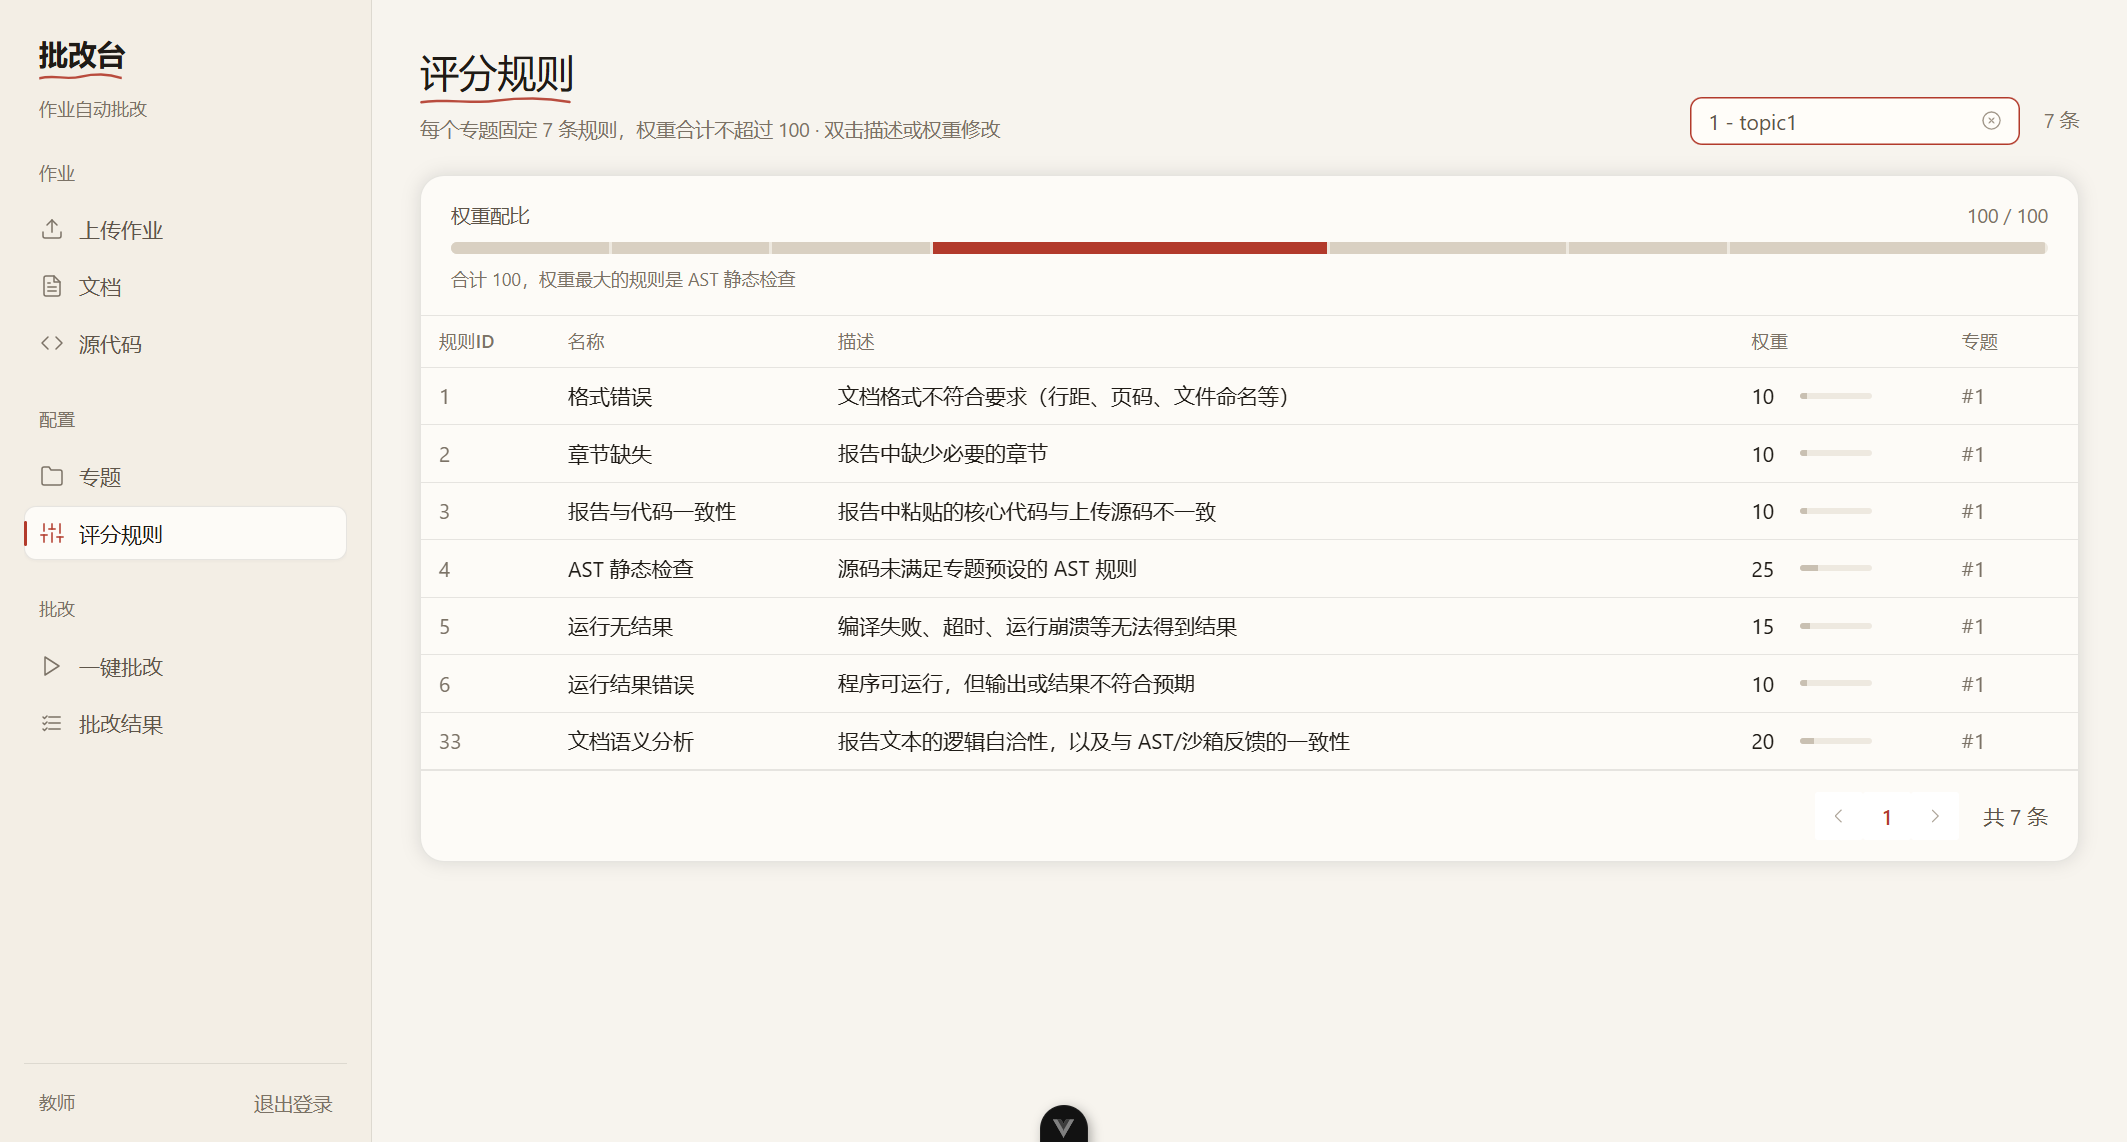 批改台
作业自动批改
作业
上传作业
文档
源代码
配置
专题
评分规则
批改
一键批改
批改结果
教师
退出登录
评分规则
每个专题固定 7 条规则，权重合计不超过 100 · 双击描述或权重修改
1 - topic1
7 条
权重配比
100 / 100
合计 100，权重最大的规则是 AST 静态检查
规则ID 名称 描述 权重 专题
1 格式错误 文档格式不符合要求（行距、页码、文件命名等） 10 #1
2 章节缺失 报告中缺少必要的章节 10 #1
3 报告与代码一致性 报告中粘贴的核心代码与上传源码不一致 10 #1
4 AST 静态检查 源码未满足专题预设的 AST 规则 25 #1
5 运行无结果 编译失败、超时、运行崩溃等无法得到结果 15 #1
6 运行结果错误 程序可运行，但输出或结果不符合预期 10 #1
33 文档语义分析 报告文本的逻辑自洽性，以及与 AST/沙箱反馈的一致性 20 #1
1
共 7 条